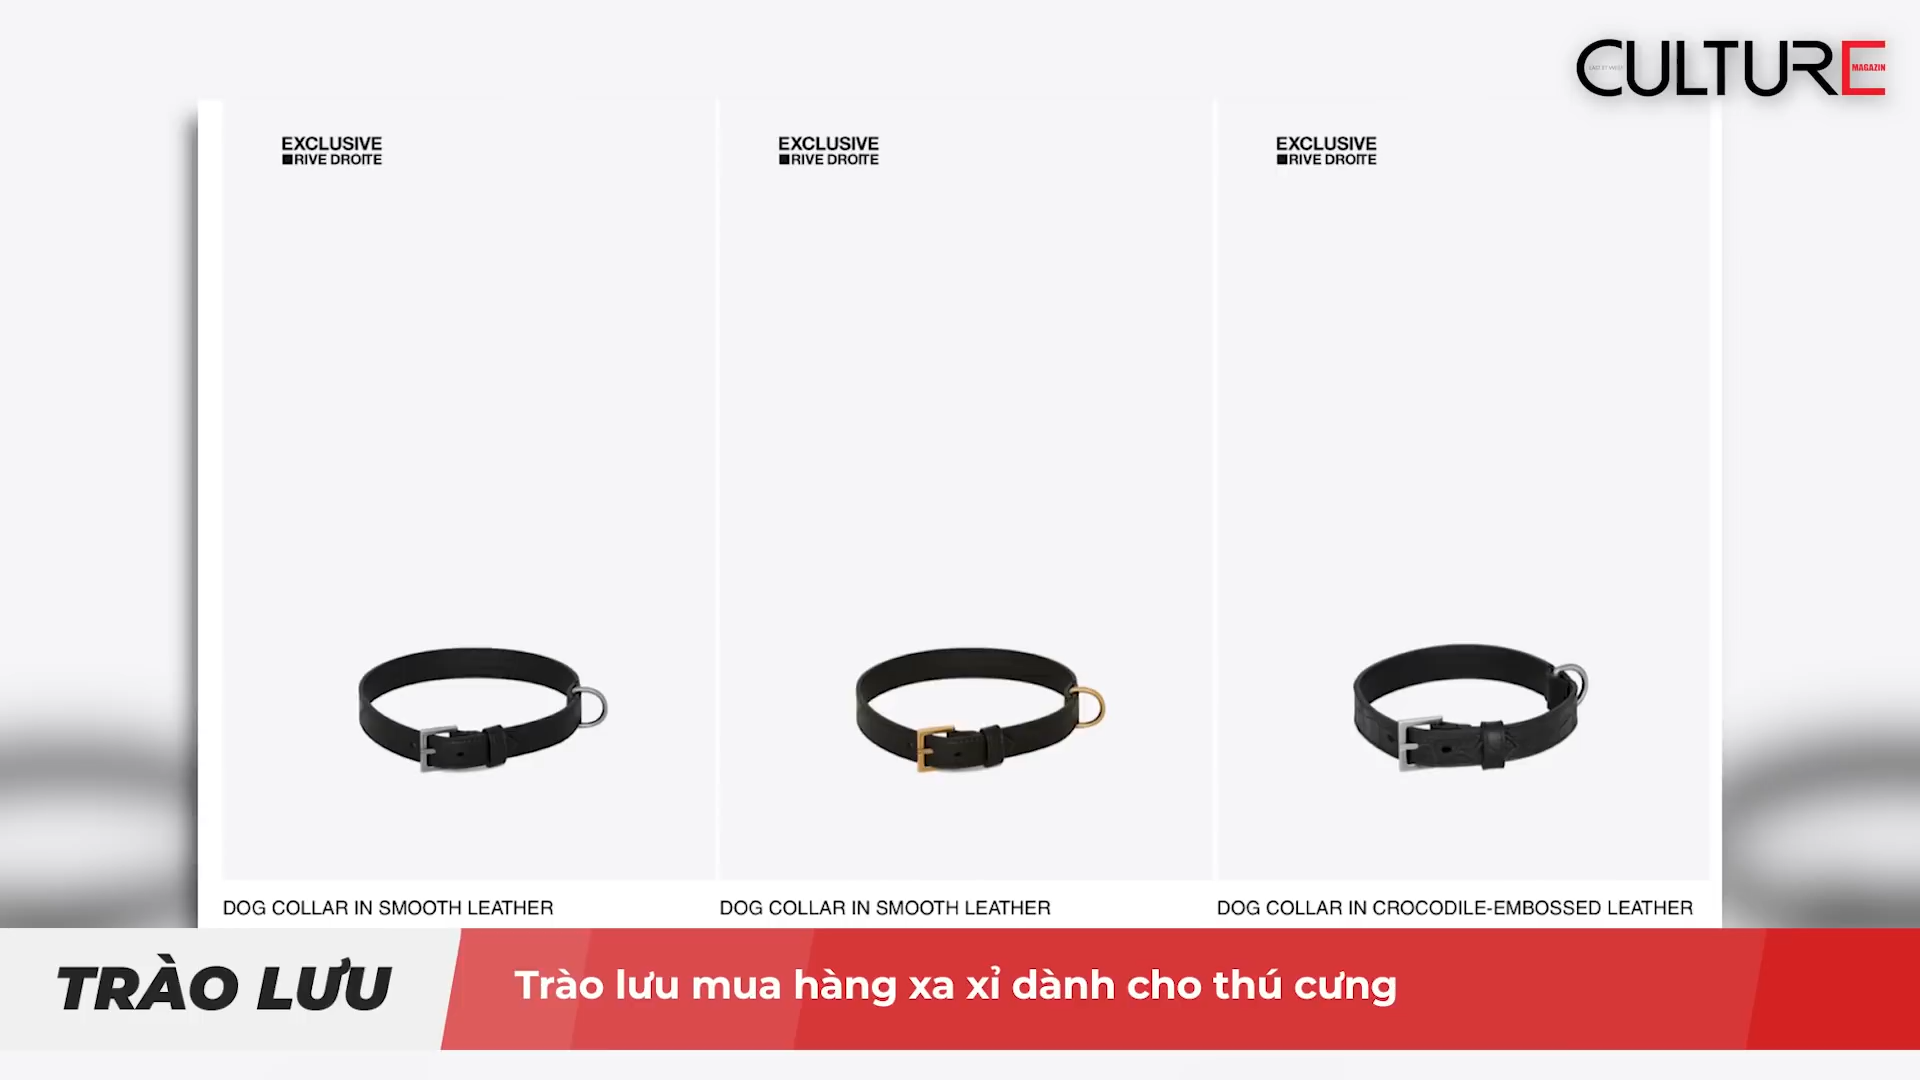 CULTURE
MAGAZIN
EXCLUSIVE
RIVE DROITE
EXCLUSIVE
RIVE DROITE
EXCLUSIVE
RIVE DROITE
DOG COLLAR IN SMOOTH LEATHER
DOG COLLAR IN SMOOTH LEATHER
DOG COLLAR IN CROCODILE-EMBOSSED LEATHER
TRÀO LƯU
Trào lưu mua hàng xa xỉ dành cho thú cưng